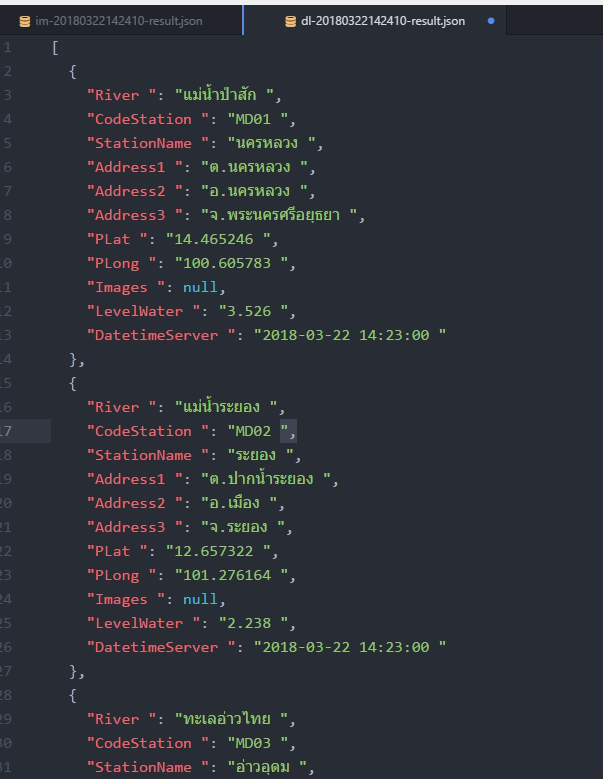 im-20180322142410-result.json dl-20180322142410-result.json
1 [
2 {
3 "River ": "แม่น้ำป่าสัก ",
4 "CodeStation ": "MD01 ",
5 "StationName ": "นครหลวง ",
6 "Address1 ": "ต.นครหลวง ",
7 "Address2 ": "อ.นครหลวง ",
8 "Address3 ": "จ.พระนครศรีอยุธยา ",
9 "PLat ": "14.465246 ",
10 "PLong ": "100.605783 ",
11 "Images ": null,
12 "LevelWater ": "3.526 ",
13 "DatetimeServer ": "2018-03-22 14:23:00 "
14 },
15 {
16 "River ": "แม่น้ำระยอง ",
17 "CodeStation ": "MD02 ",
18 "StationName ": "ระยอง ",
19 "Address1 ": "ต.ปากน้ำระยอง ",
20 "Address2 ": "อ.เมือง ",
21 "Address3 ": "จ.ระยอง ",
22 "PLat ": "12.657322 ",
23 "PLong ": "101.276164 ",
24 "Images ": null,
25 "LevelWater ": "2.238 ",
26 "DatetimeServer ": "2018-03-22 14:23:00 "
27 },
28 {
29 "River ": "ทะเลอ่าวไทย ",
30 "CodeStation ": "MD03 ",
31 "StationName ": "อ่าวอุดม ",